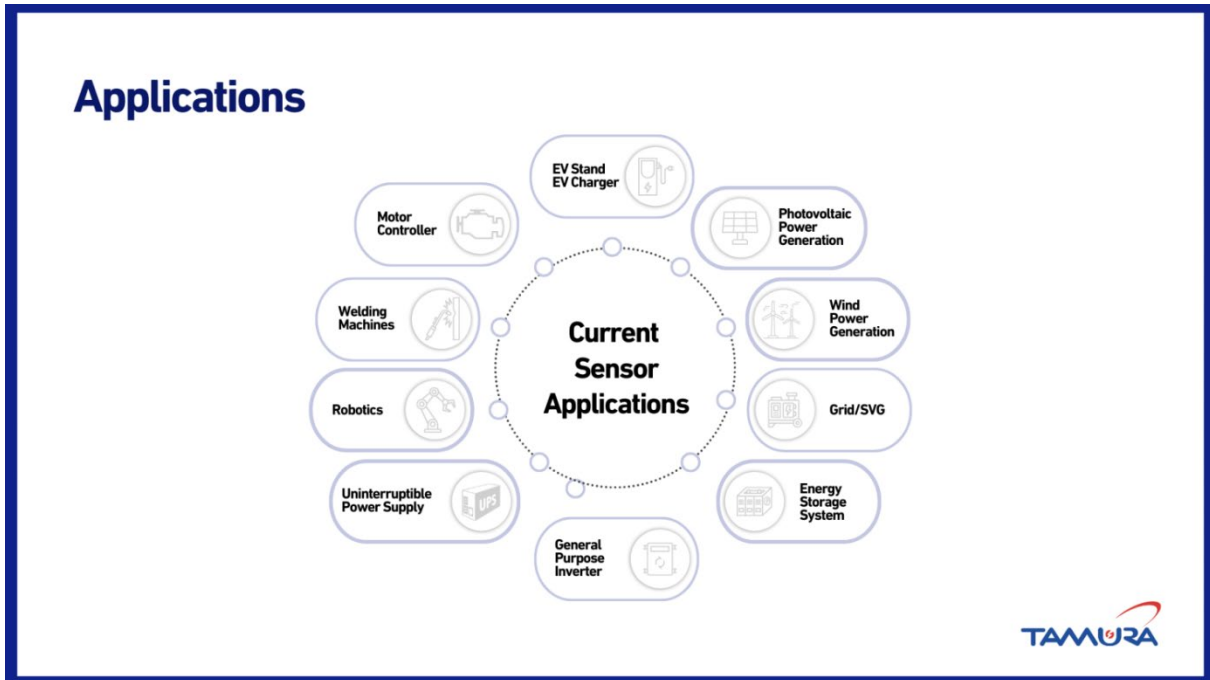 Applications
EV Stand
EV Charger
Photovoltaic
Power
Generation
Wind
Power
Generation
Grid/SVG
Energy
Storage
System
General
Purpose
Inverter
Uninterruptible
Power Supply
UPS
Robotics
Welding
Machines
Motor
Controller
Current
Sensor
Applications
TAMURA